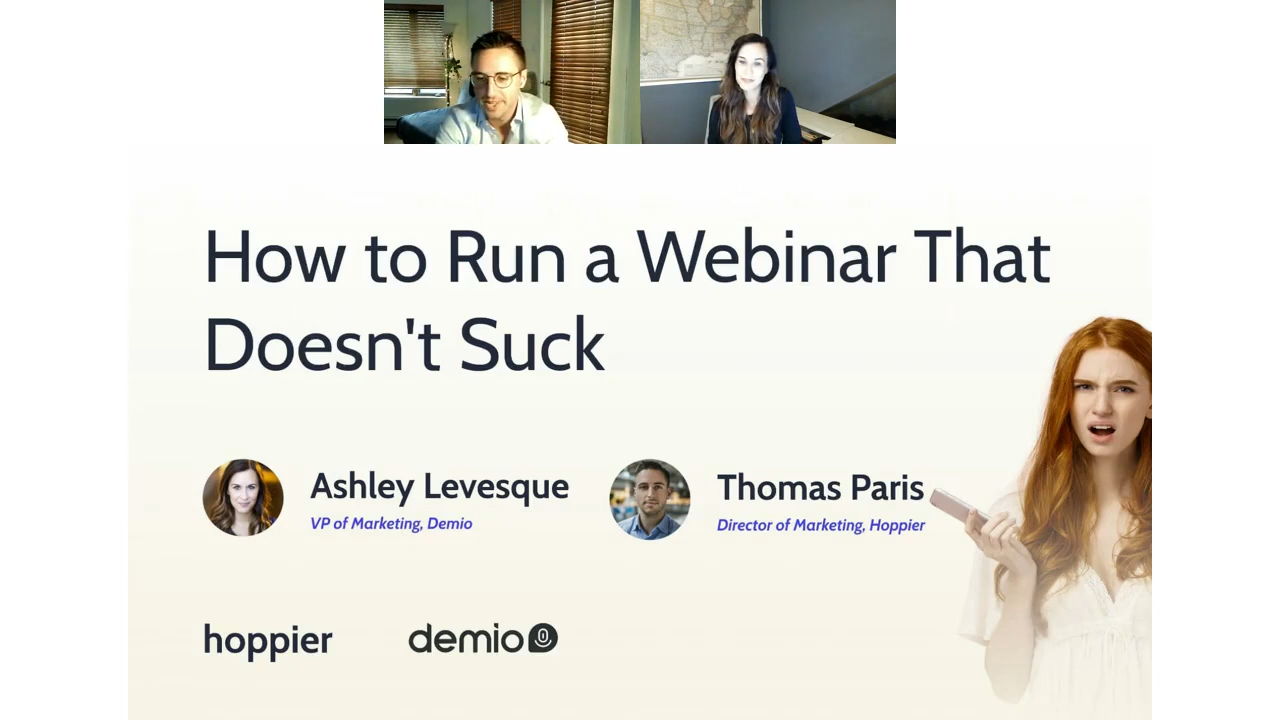 How to Run a Webinar That
Doesn't Suck
Ashley Levesque
VP of Marketing, Demio
Thomas Paris
Director of Marketing, Hoppier
hoppier
demio